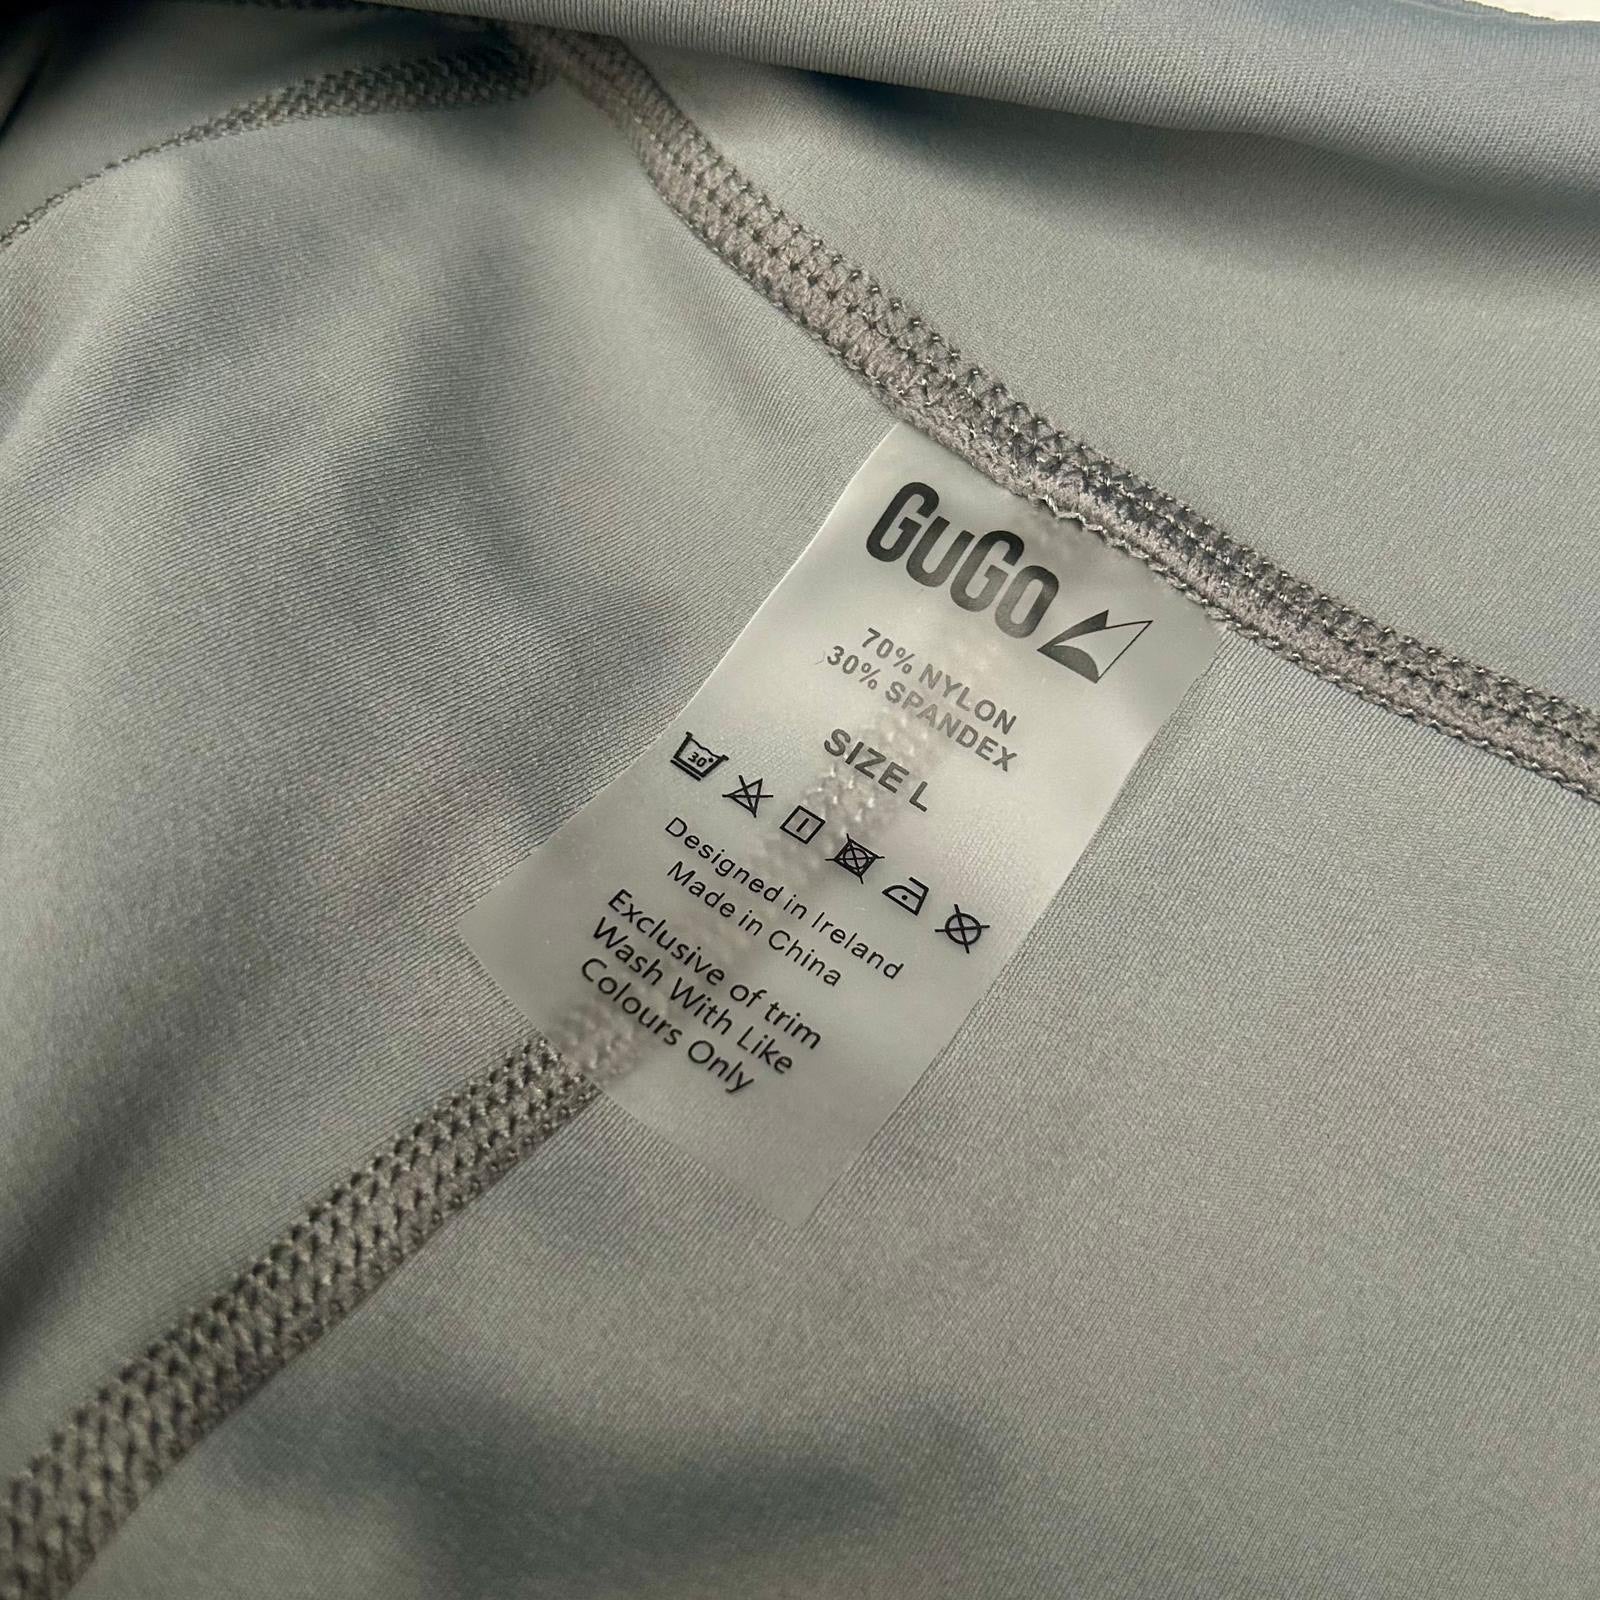 GUGO
70% NYLON
30% SPANDEX
SIZE L
30°
Designed in Ireland
Made in China
Exclusive of trim
Wash With Like
Colours Only